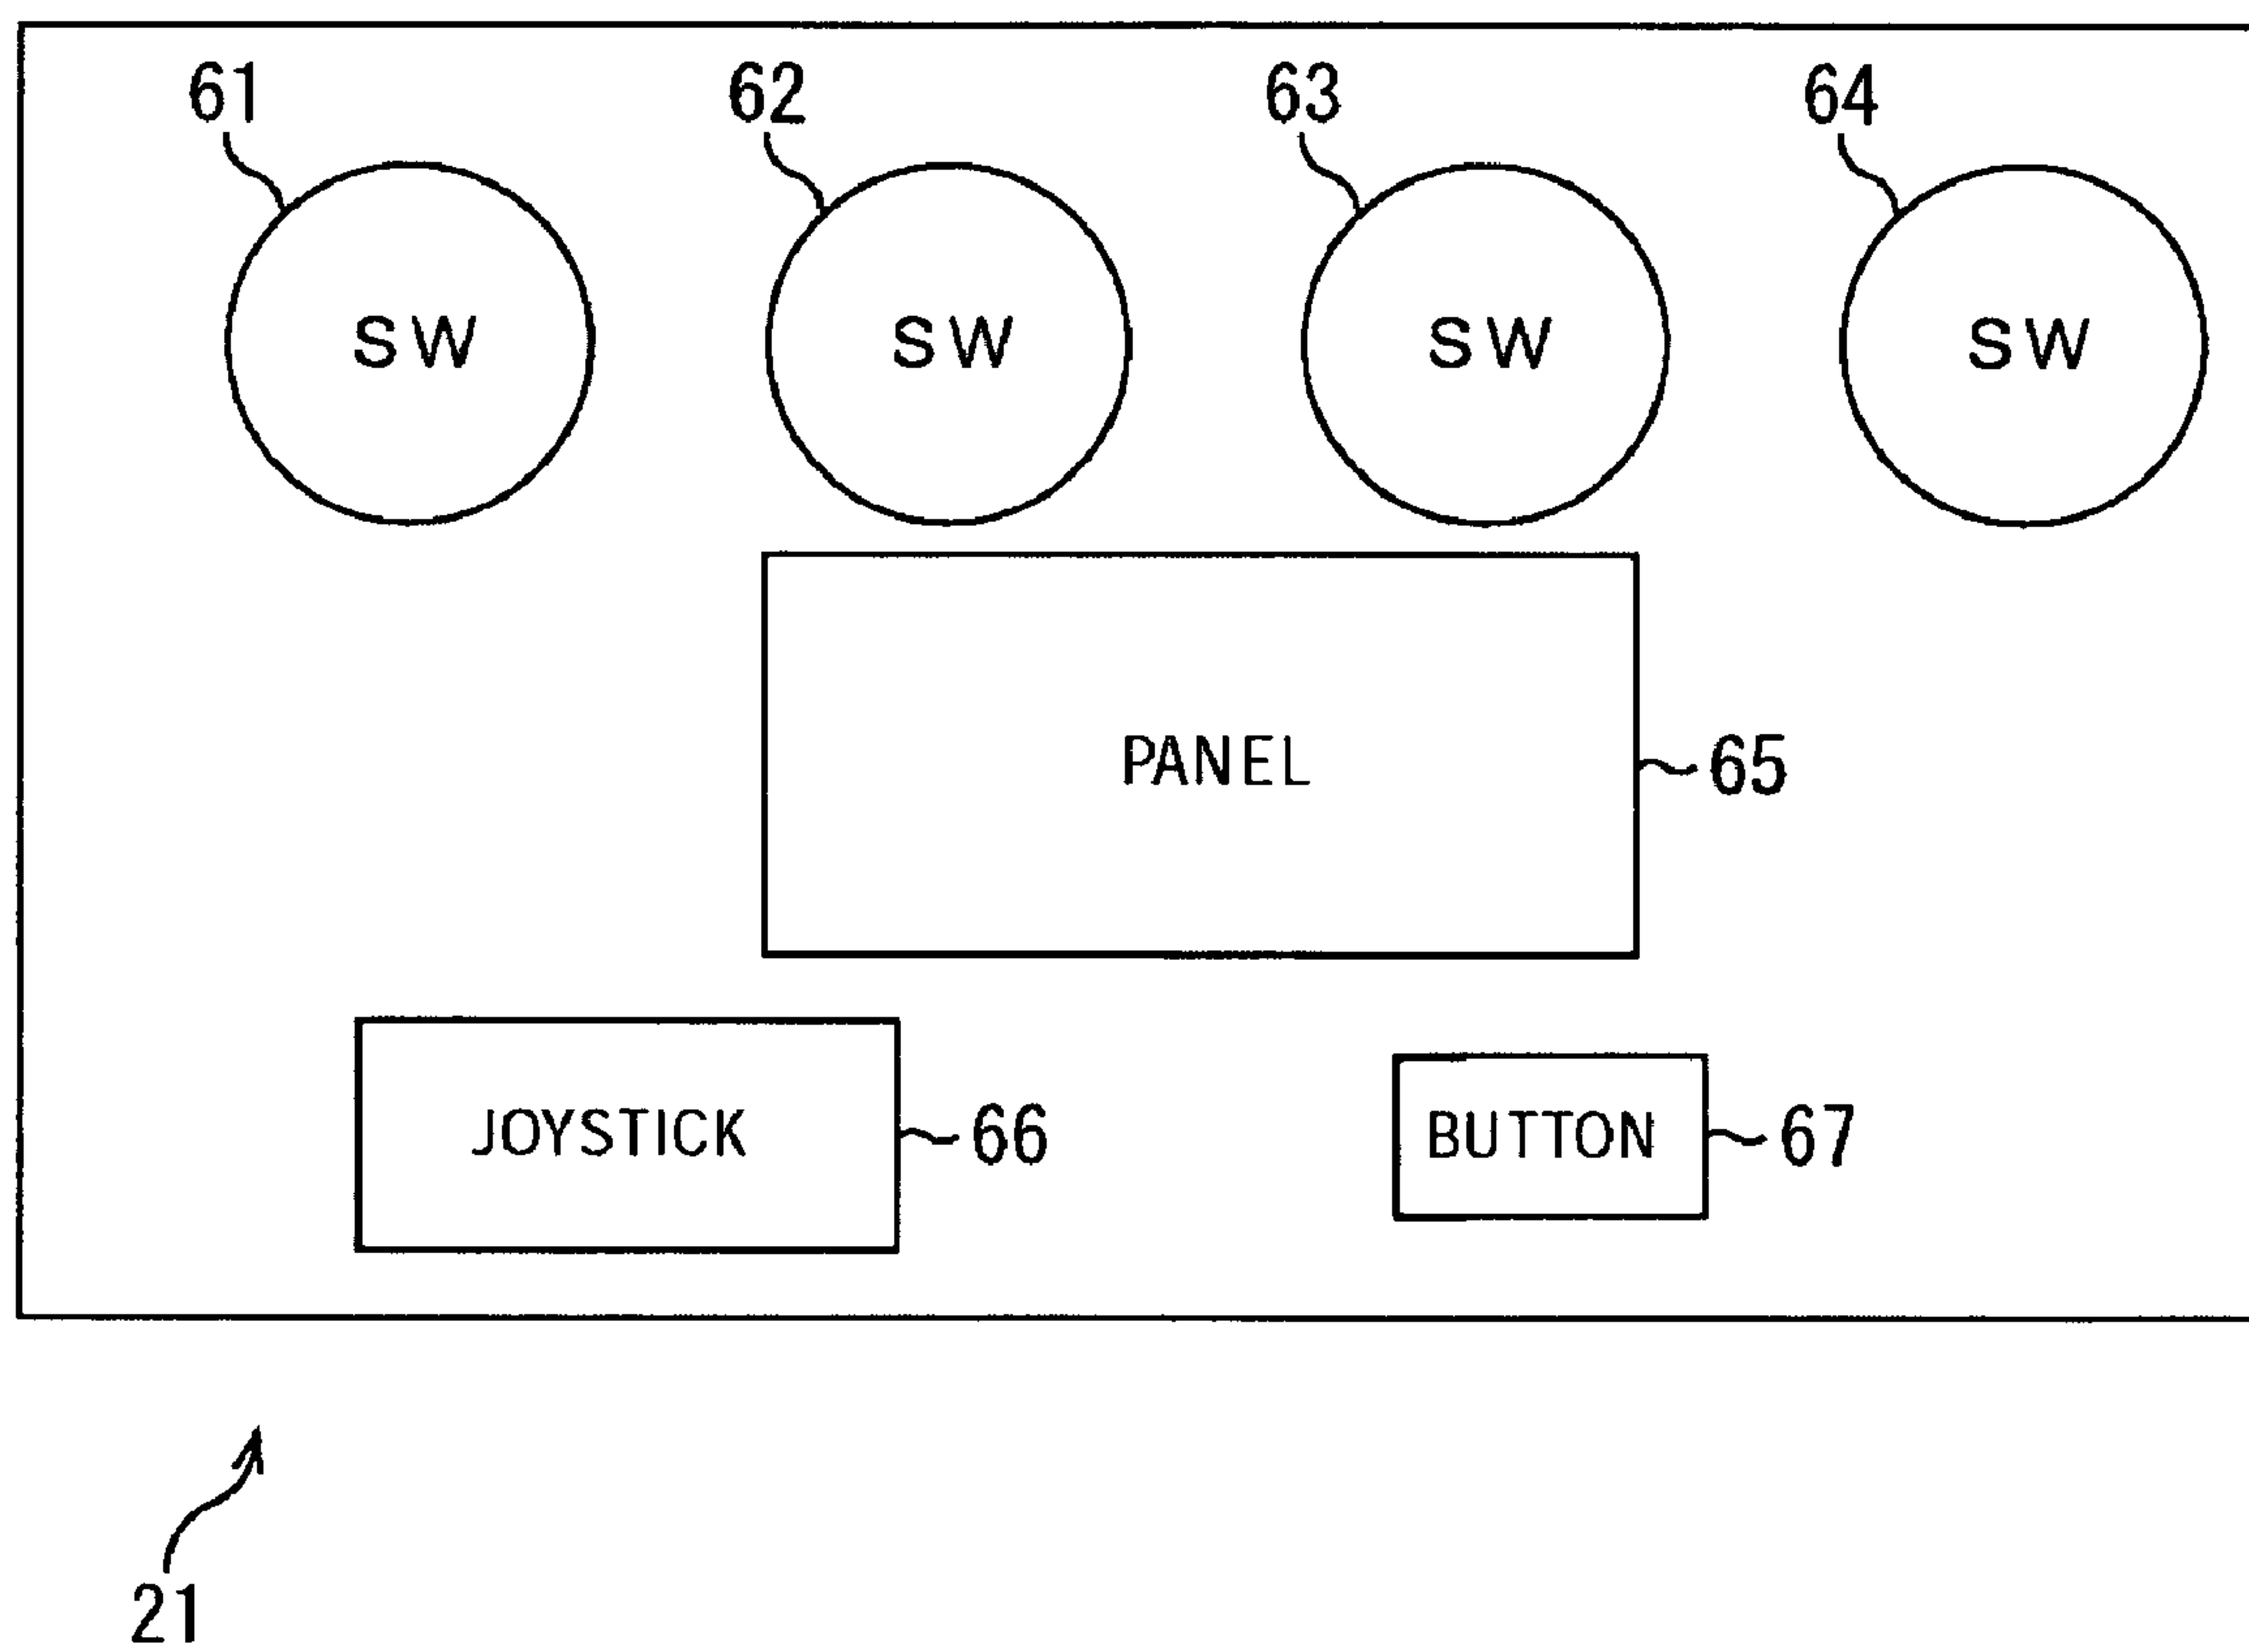 61 62 63 64
SW SW SW SW
PANEL 65
JOYSTICK 66 BUTTON 67
21